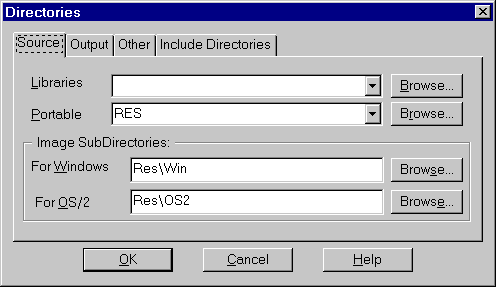 Directories
Source Output Other Include Directories
Libraries Browse...
Portable RES Browse...
Image SubDirectories:
For Windows Res\Win Browse...
For OS/2 Res\OS2 Browse...
OK Cancel Help